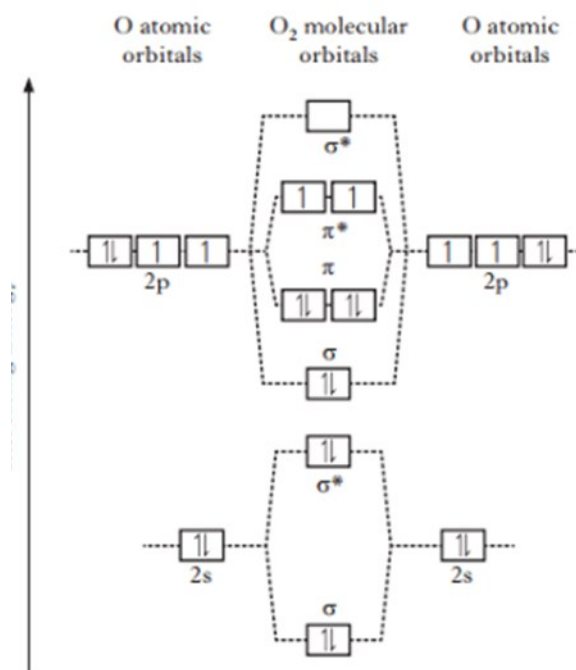 O atomic orbitals
O₂ molecular orbitals
O atomic orbitals
σ*
π*
π
2p
2p
σ
σ*
2s
2s
σ